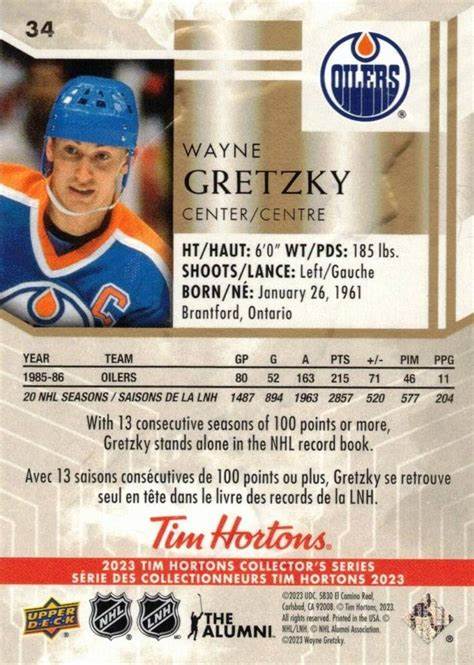 34
OILERS
®
WAYNE
GRETZKY
CENTER/CENTRE
HT/HAUT: 6'0" WT/PDS: 185 lbs.
SHOOTS/LANCE: Left/Gauche
BORN/NÉ: January 26, 1961
Brantford, Ontario
C
YEAR TEAM GP G A PTS +/- PIM PPG
1985-86 OILERS 80 52 163 215 71 46 11
20 NHL SEASONS / SAISONS DE LA LNH 1487 894 1963 2857 520 577 204
With 13 consecutive seasons of 100 points or more,
Gretzky stands alone in the NHL record book.
Avec 13 saisons consécutives de 100 points ou plus, Gretzky se retrouve
seul en tête dans le livre des records de la LNH.
Tim Hortons®
2023 TIM HORTONS COLLECTOR'S SERIES
SÉRIE DES COLLECTIONNEURS TIM HORTONS 2023
UPPER
DECK
NHL
LNH
THE
ALUMNI™
©2023 UDC, 5830 El Camino Real,
Carlsbad, CA 92008. © Tim Hortons, 2023.
All rights reserved. Printed in the USA. ©
NHL/LNH. © NHL Alumni Association.
©2023 Wayne Gretzky.
®